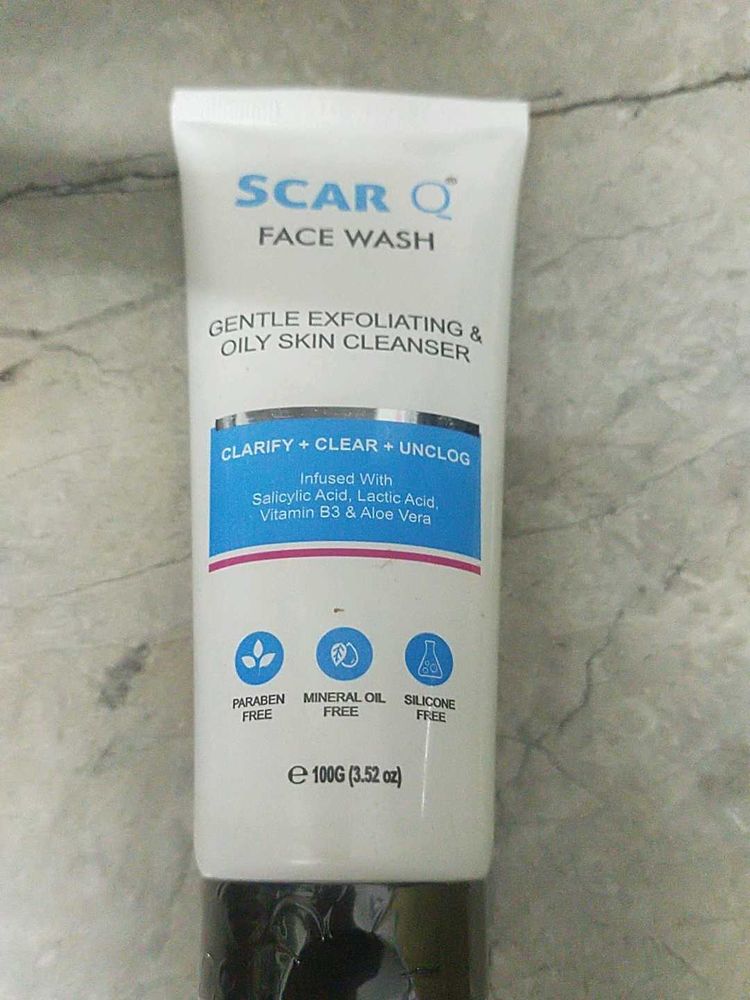 SCAR Q®
FACE WASH
GENTLE EXFOLIATING &
OILY SKIN CLEANSER
CLARIFY + CLEAR + UNCLOG
Infused With
Salicylic Acid, Lactic Acid,
Vitamin B3 & Aloe Vera
PARABEN
FREE
MINERAL OIL
FREE
SILICONE
FREE
℮ 100G (3.52 oz)